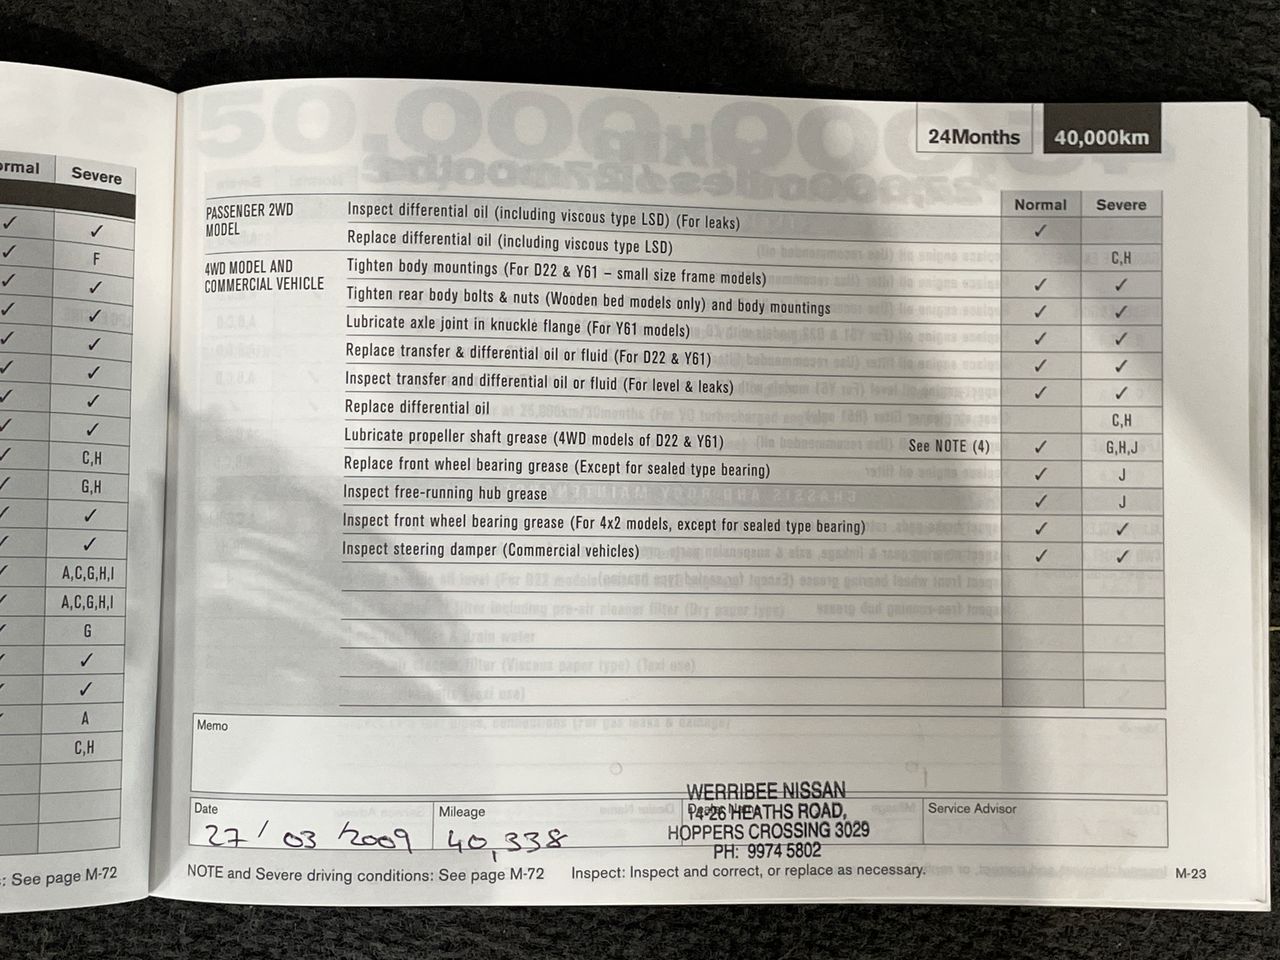 24Months 40,000km
ormal Severe
✓ ✓
✓ F
✓ ✓
✓ ✓
✓ ✓
✓ ✓
✓ ✓
✓ ✓
✓ C,H
✓ G,H
✓ ✓
✓ ✓
✓ A,C,G,H,I
✓ A,C,G,H,I
✓ G
✓ ✓
✓ ✓
A
C,H
: See page M-72
Normal Severe
PASSENGER 2WD MODEL Inspect differential oil (including viscous type LSD) (For leaks) ✓
Replace differential oil (including viscous type LSD) C,H
4WD MODEL AND COMMERCIAL VEHICLE Tighten body mountings (For D22 & Y61 – small size frame models) ✓ ✓
Tighten rear body bolts & nuts (Wooden bed models only) and body mountings ✓ ✓
Lubricate axle joint in knuckle flange (For Y61 models) ✓ ✓
Replace transfer & differential oil or fluid (For D22 & Y61) ✓ ✓
Inspect transfer and differential oil or fluid (For level & leaks) ✓ ✓
Replace differential oil C,H
Lubricate propeller shaft grease (4WD models of D22 & Y61) See NOTE (4) ✓ G,H,J
Replace front wheel bearing grease (Except for sealed type bearing) ✓ J
Inspect free-running hub grease ✓ J
Inspect front wheel bearing grease (For 4x2 models, except for sealed type bearing) ✓ ✓
Inspect steering damper (Commercial vehicles) ✓ ✓
Memo
Date Mileage Dealer Name Service Advisor
27/03/2009 40,338
WERRIBEE NISSAN
14-26 HEATHS ROAD,
HOPPERS CROSSING 3029
PH: 9974 5802
NOTE and Severe driving conditions: See page M-72 Inspect: Inspect and correct, or replace as necessary. M-23